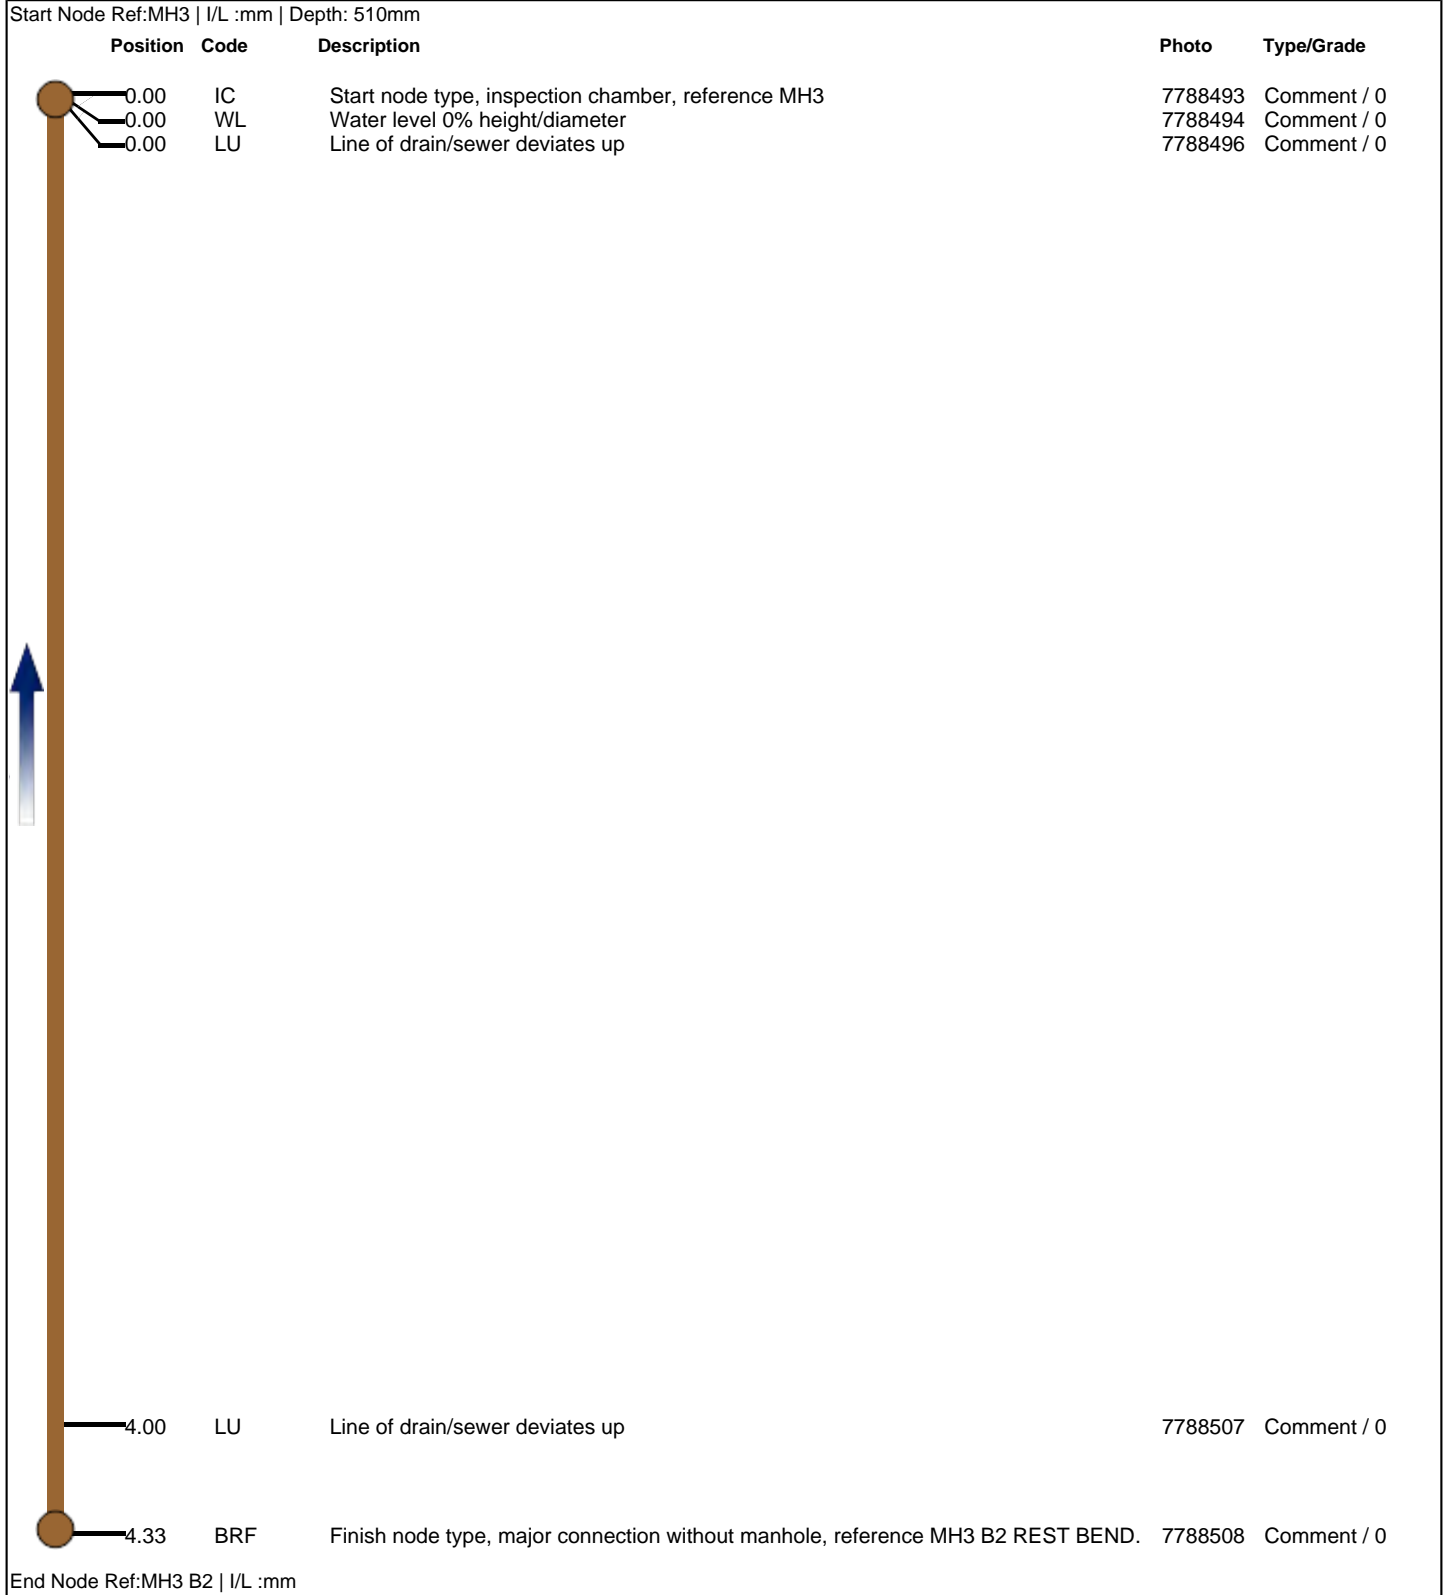 Start Node Ref:MH3 | I/L :mm | Depth: 510mm
Position Code Description Photo Type/Grade
0.00 IC Start node type, inspection chamber, reference MH3 7788493 Comment / 0
0.00 WL Water level 0% height/diameter 7788494 Comment / 0
0.00 LU Line of drain/sewer deviates up 7788496 Comment / 0
4.00 LU Line of drain/sewer deviates up 7788507 Comment / 0
4.33 BRF Finish node type, major connection without manhole, reference MH3 B2 REST BEND. 7788508 Comment / 0
End Node Ref:MH3 B2 | I/L :mm